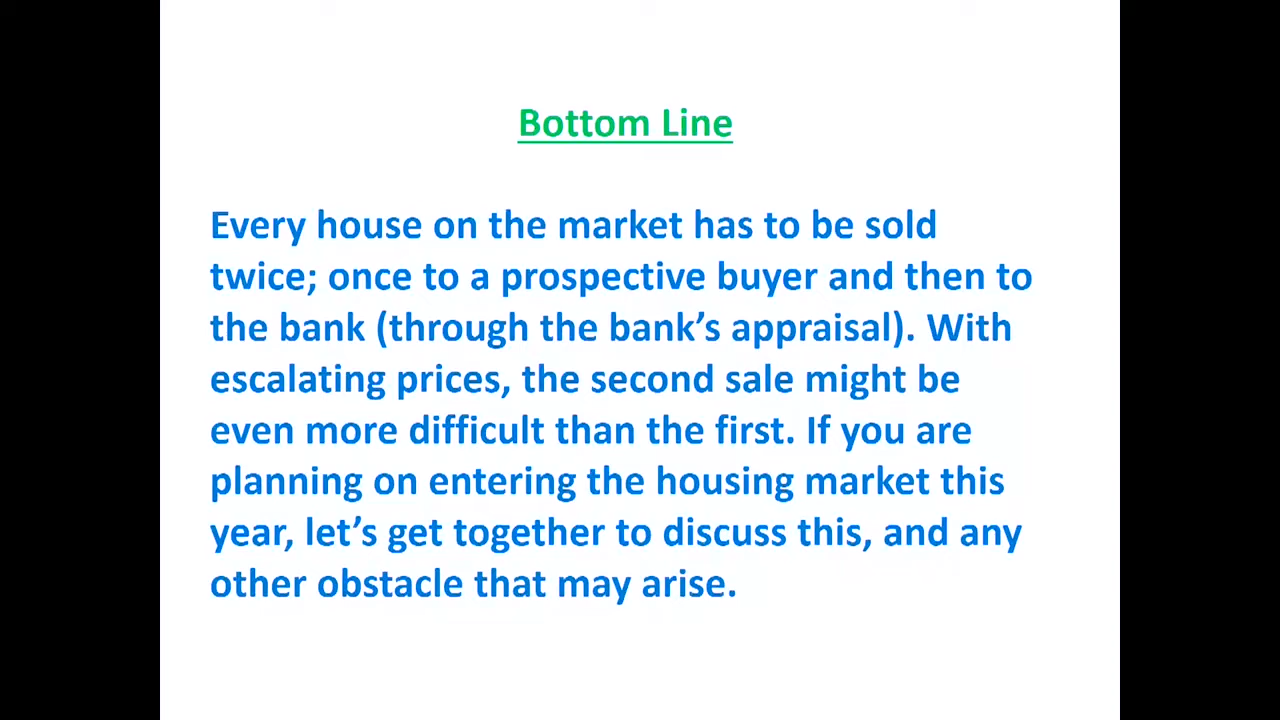 Bottom Line
Every house on the market has to be sold
twice; once to a prospective buyer and then to
the bank (through the bank’s appraisal). With
escalating prices, the second sale might be
even more difficult than the first. If you are
planning on entering the housing market this
year, let’s get together to discuss this, and any
other obstacle that may arise.